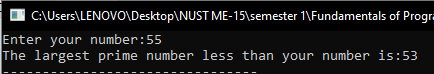 C:\Users\LENOVO\Desktop\NUST ME-15\semester 1\Fundamentals of Progra
Enter your number:55
The largest prime number less than your number is:53
--------------------------------